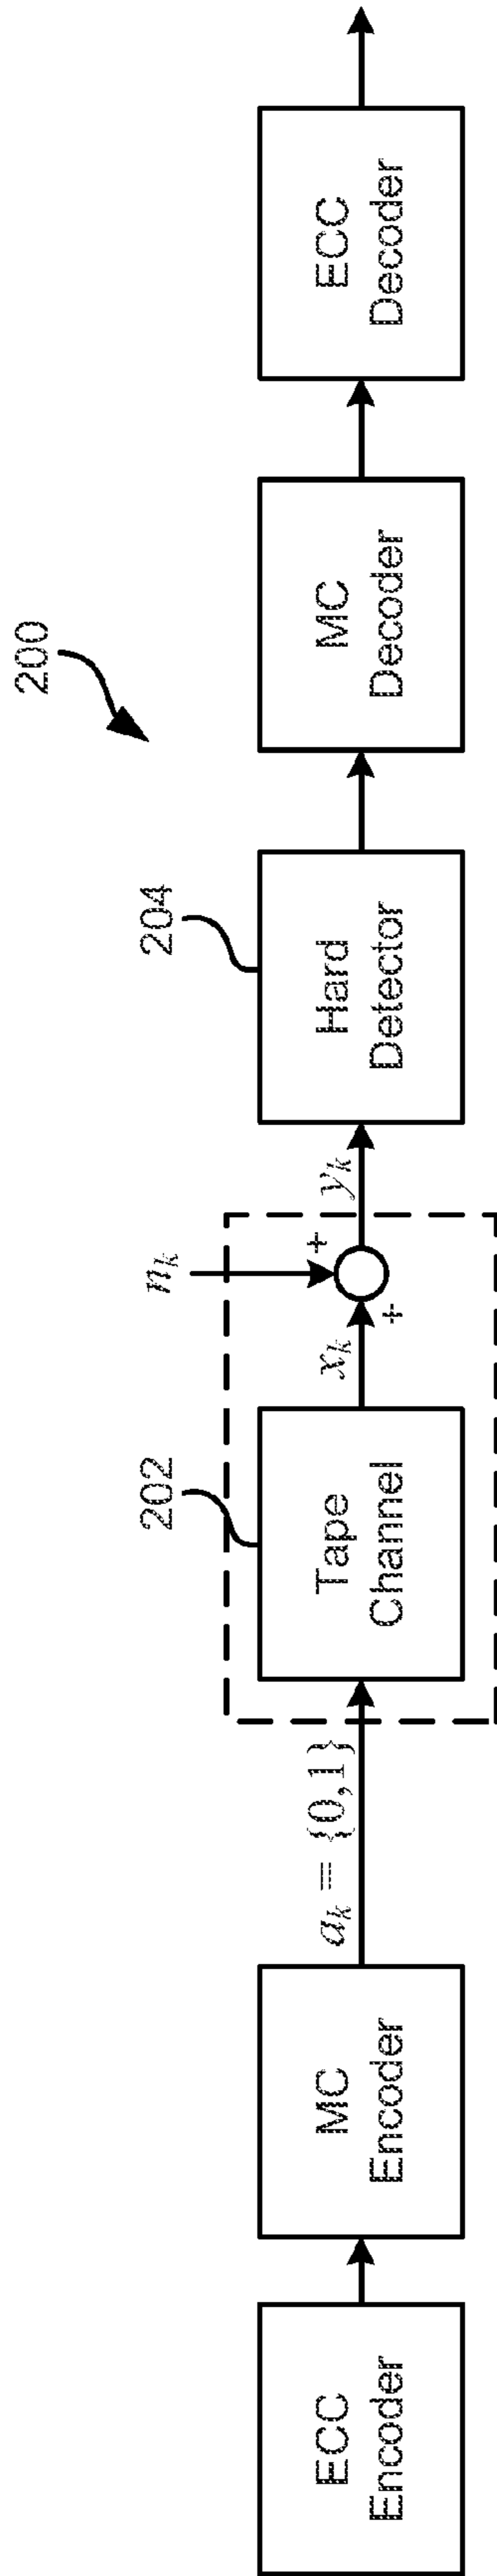 200
ECC
Encoder
MC
Encoder
a_k = {0,1}
202
Tape
Channel
x_k
+
n_k
+
y_k
204
Hard
Detector
MC
Decoder
ECC
Decoder